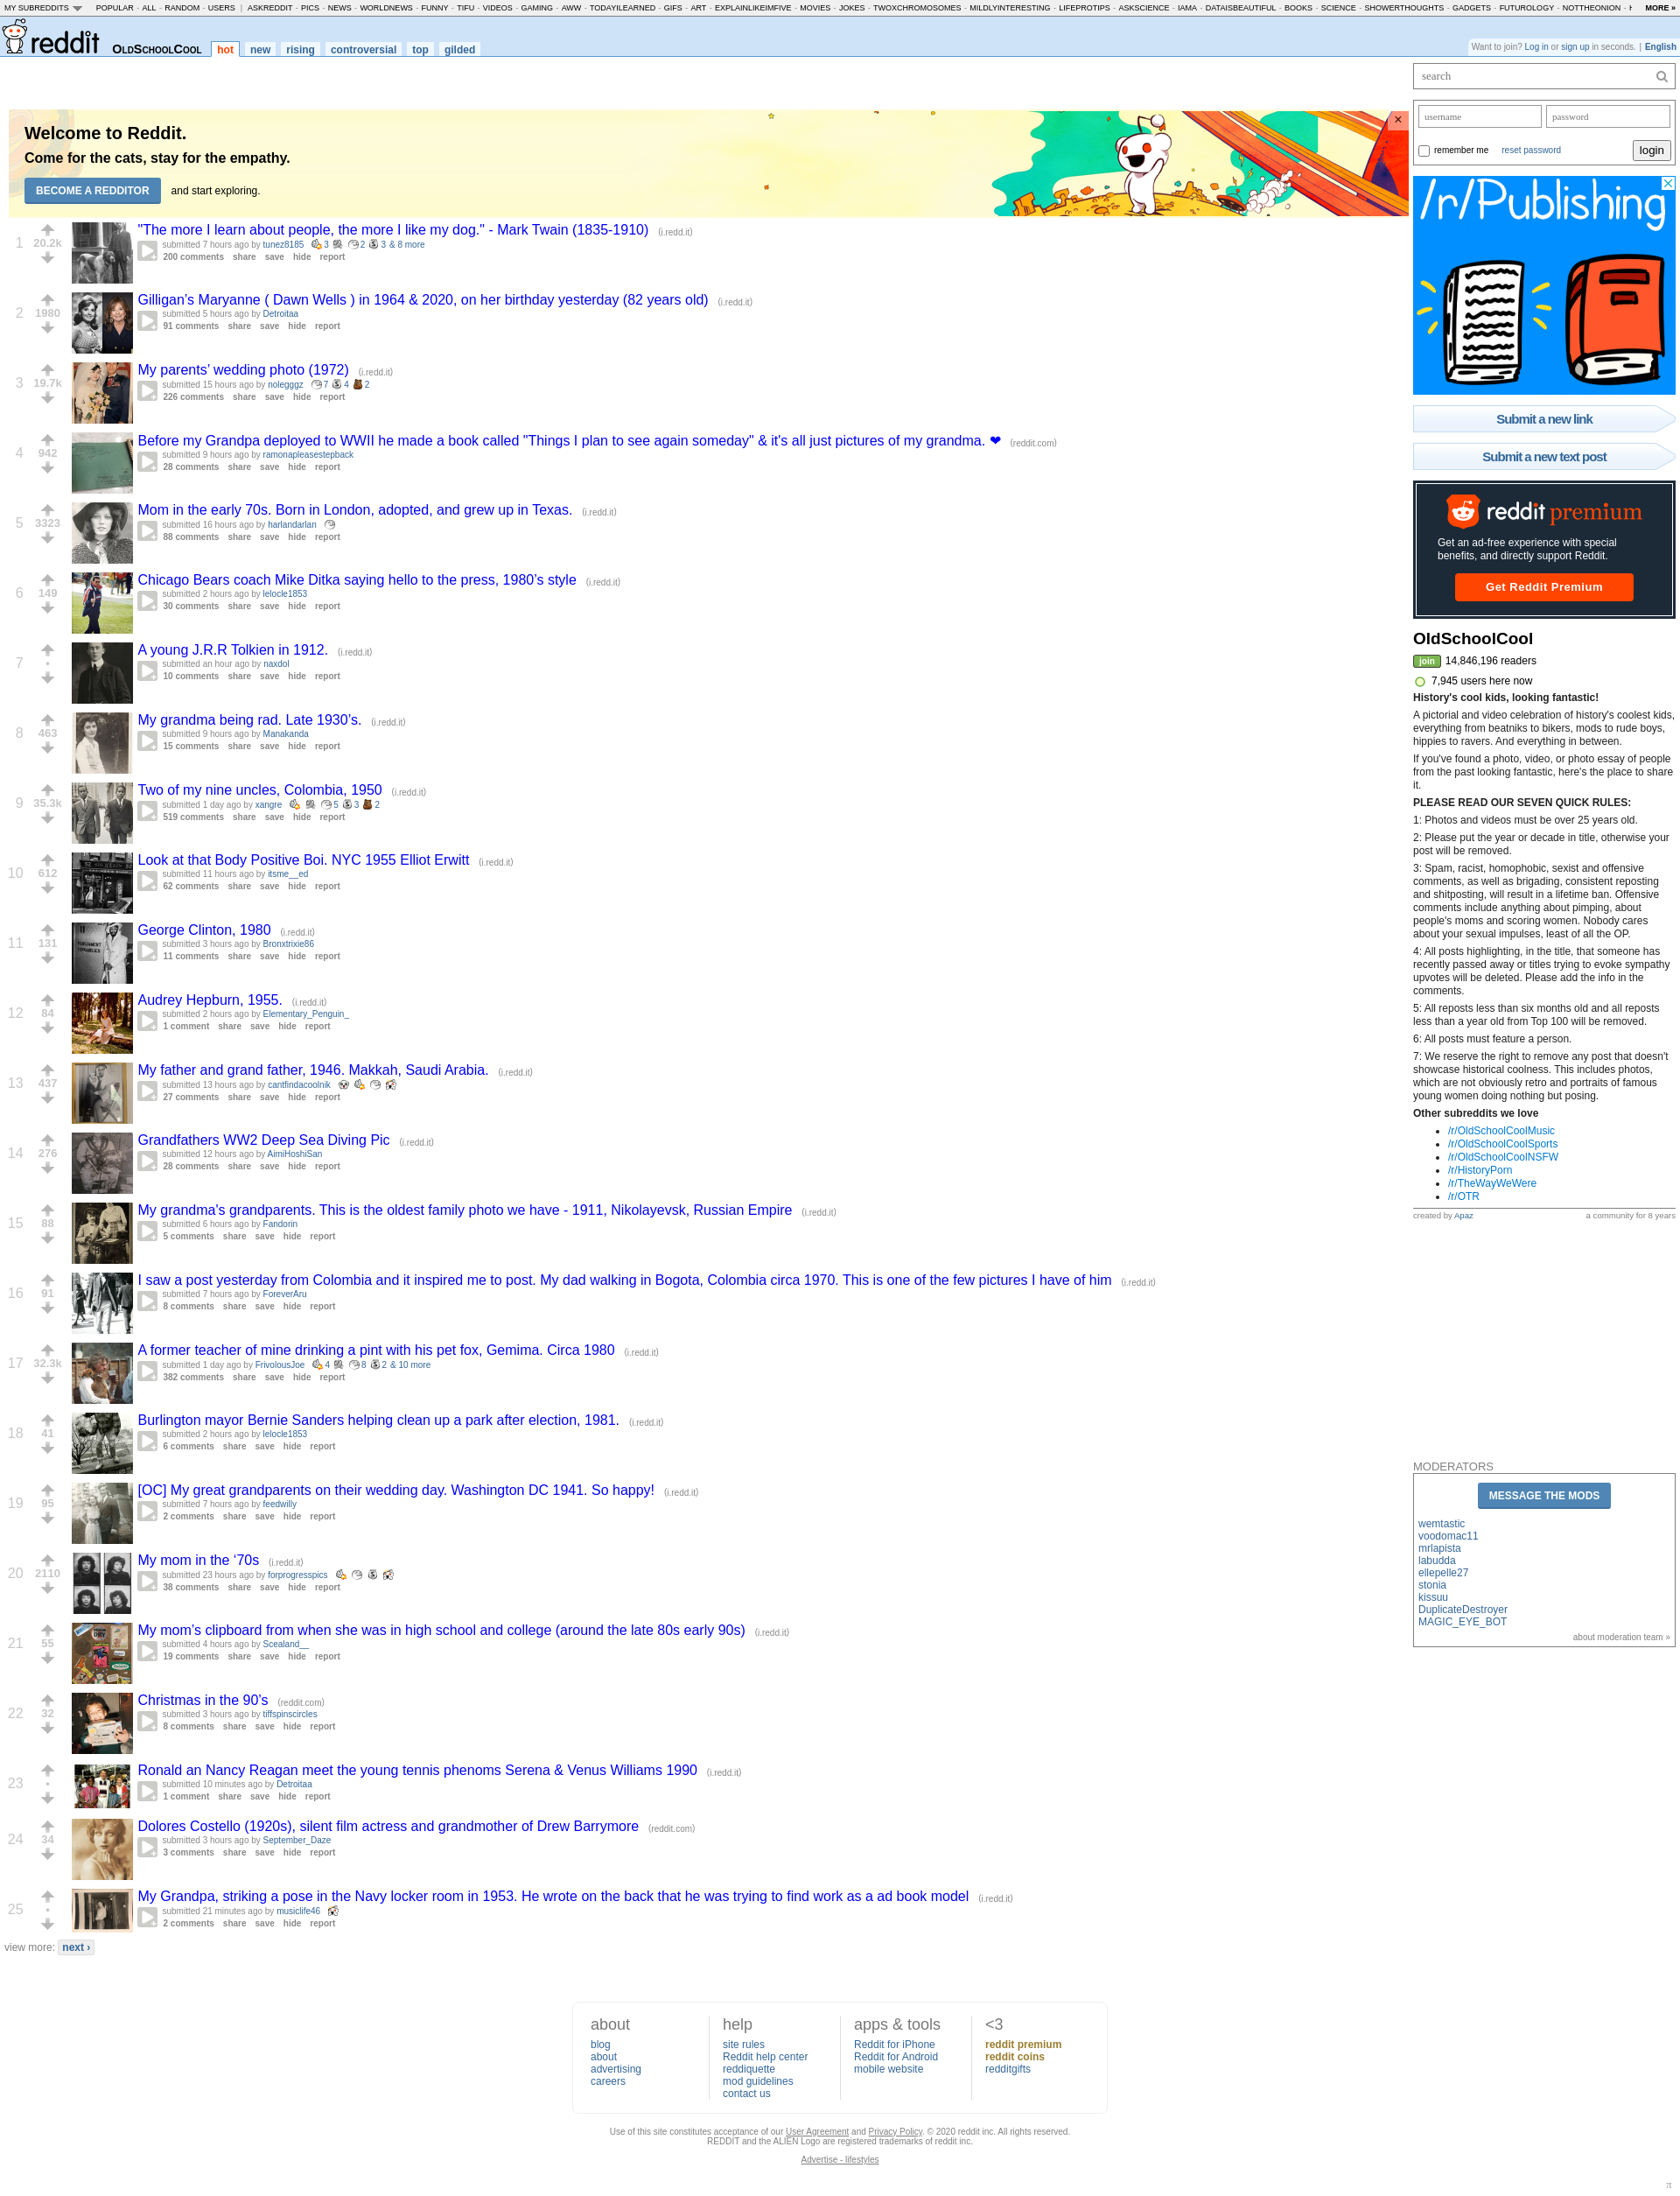 MY SUBREDDITS POPULAR - ALL - RANDOM - USERS | ASKREDDIT - PICS - NEWS - WORLDNEWS - FUNNY - TIFU - VIDEOS - GAMING - AWW - TODAYILEARNED - GIFS - ART - EXPLAINLIKEIMFIVE - MOVIES - JOKES - TWOXCHROMOSOMES - MILDLYINTERESTING - LIFEPROTIPS - ASKSCIENCE - IAMA - DATAISBEAUTIFUL - BOOKS - SCIENCE - SHOWERTHOUGHTS - GADGETS - FUTUROLOGY - NOTTHEONION - MORE »
reddit OldSchoolCool hot new rising controversial top gilded
Want to join? Log in or sign up in seconds. | English
Welcome to Reddit.
Come for the cats, stay for the empathy.
BECOME A REDDITOR and start exploring.
×
1
20.2k
"The more I learn about people, the more I like my dog." - Mark Twain (1835-1910) (i.redd.it)
submitted 7 hours ago by tunez8185 3 2 3 & 8 more
200 comments share save hide report
2
1980
Gilligan's Maryanne ( Dawn Wells ) in 1964 & 2020, on her birthday yesterday (82 years old) (i.redd.it)
submitted 5 hours ago by Detroitaa
91 comments share save hide report
3
19.7k
My parents' wedding photo (1972) (i.redd.it)
submitted 15 hours ago by nolegggz 7 4 2
226 comments share save hide report
4
942
Before my Grandpa deployed to WWII he made a book called "Things I plan to see again someday" & it's all just pictures of my grandma. ❤ (reddit.com)
submitted 9 hours ago by ramonapleasestepback
28 comments share save hide report
5
3323
Mom in the early 70s. Born in London, adopted, and grew up in Texas. (i.redd.it)
submitted 16 hours ago by harlandarlan
88 comments share save hide report
6
149
Chicago Bears coach Mike Ditka saying hello to the press, 1980's style (i.redd.it)
submitted 2 hours ago by lelocle1853
30 comments share save hide report
7
•
A young J.R.R Tolkien in 1912. (i.redd.it)
submitted an hour ago by naxdol
10 comments share save hide report
8
463
My grandma being rad. Late 1930's. (i.redd.it)
submitted 9 hours ago by Manakanda
15 comments share save hide report
9
35.3k
Two of my nine uncles, Colombia, 1950 (i.redd.it)
submitted 1 day ago by xangre 5 3 2
519 comments share save hide report
10
612
Look at that Body Positive Boi. NYC 1955 Elliot Erwitt (i.redd.it)
submitted 11 hours ago by itsme__ed
62 comments share save hide report
11
131
George Clinton, 1980 (i.redd.it)
submitted 3 hours ago by Bronxtrixie86
11 comments share save hide report
12
84
Audrey Hepburn, 1955. (i.redd.it)
submitted 2 hours ago by Elementary_Penguin_
1 comment share save hide report
13
437
My father and grand father, 1946. Makkah, Saudi Arabia. (i.redd.it)
submitted 13 hours ago by cantfindacoolnik
27 comments share save hide report
14
276
Grandfathers WW2 Deep Sea Diving Pic (i.redd.it)
submitted 12 hours ago by AimiHoshiSan
28 comments share save hide report
15
88
My grandma's grandparents. This is the oldest family photo we have - 1911, Nikolayevsk, Russian Empire (i.redd.it)
submitted 6 hours ago by Fandorin
5 comments share save hide report
16
91
I saw a post yesterday from Colombia and it inspired me to post. My dad walking in Bogota, Colombia circa 1970. This is one of the few pictures I have of him (i.redd.it)
submitted 7 hours ago by ForeverAru
8 comments share save hide report
17
32.3k
A former teacher of mine drinking a pint with his pet fox, Gemima. Circa 1980 (i.redd.it)
submitted 1 day ago by FrivolousJoe 4 8 2 & 10 more
382 comments share save hide report
18
41
Burlington mayor Bernie Sanders helping clean up a park after election, 1981. (i.redd.it)
submitted 2 hours ago by lelocle1853
6 comments share save hide report
19
95
[OC] My great grandparents on their wedding day. Washington DC 1941. So happy! (i.redd.it)
submitted 7 hours ago by feedwilly
2 comments share save hide report
20
2110
My mom in the '70s (i.redd.it)
submitted 23 hours ago by forprogresspics
38 comments share save hide report
21
55
My mom's clipboard from when she was in high school and college (around the late 80s early 90s) (i.redd.it)
submitted 4 hours ago by Scealand__
19 comments share save hide report
22
32
Christmas in the 90's (reddit.com)
submitted 3 hours ago by tiffspinscircles
8 comments share save hide report
23
•
Ronald an Nancy Reagan meet the young tennis phenoms Serena & Venus Williams 1990 (i.redd.it)
submitted 10 minutes ago by Detroitaa
1 comment share save hide report
24
34
Dolores Costello (1920s), silent film actress and grandmother of Drew Barrymore (reddit.com)
submitted 3 hours ago by September_Daze
3 comments share save hide report
25
•
My Grandpa, striking a pose in the Navy locker room in 1953. He wrote on the back that he was trying to find work as a ad book model (i.redd.it)
submitted 21 minutes ago by musiclife46
2 comments share save hide report
view more: next ›
search
username password
remember me reset password login
/r/Publishing
Submit a new link
Submit a new text post
reddit premium
Get an ad-free experience with special
benefits, and directly support Reddit.
Get Reddit Premium
OldSchoolCool
join 14,846,196 readers
7,945 users here now
History's cool kids, looking fantastic!
A pictorial and video celebration of history's coolest kids,
everything from beatniks to bikers, mods to rude boys,
hippies to ravers. And everything in between.
If you've found a photo, video, or photo essay of people
from the past looking fantastic, here's the place to share
it.
PLEASE READ OUR SEVEN QUICK RULES:
1: Photos and videos must be over 25 years old.
2: Please put the year or decade in title, otherwise your
post will be removed.
3: Spam, racist, homophobic, sexist and offensive
comments, as well as brigading, consistent reposting
and shitposting, will result in a lifetime ban. Offensive
comments include anything about pimping, about
people's moms and scoring women. Nobody cares
about your sexual impulses, least of all the OP.
4: All posts highlighting, in the title, that someone has
recently passed away or titles trying to evoke sympathy
upvotes will be deleted. Please add the info in the
comments.
5: All reposts less than six months old and all reposts
less than a year old from Top 100 will be removed.
6: All posts must feature a person.
7: We reserve the right to remove any post that doesn't
showcase historical coolness. This includes photos,
which are not obviously retro and portraits of famous
young women doing nothing but posing.
Other subreddits we love
• /r/OldSchoolCoolMusic
• /r/OldSchoolCoolSports
• /r/OldSchoolCoolNSFW
• /r/HistoryPorn
• /r/TheWayWeWere
• /r/OTR
created by Apaz a community for 8 years
MODERATORS
MESSAGE THE MODS
wemtastic
voodomac11
mrlapista
labudda
ellepelle27
stonia
kissuu
DuplicateDestroyer
MAGIC_EYE_BOT
about moderation team »
about
blog
about
advertising
careers
help
site rules
Reddit help center
reddiquette
mod guidelines
contact us
apps & tools
Reddit for iPhone
Reddit for Android
mobile website
<3
reddit premium
reddit coins
redditgifts
Use of this site constitutes acceptance of our User Agreement and Privacy Policy. © 2020 reddit inc. All rights reserved.
REDDIT and the ALIEN Logo are registered trademarks of reddit inc.
Advertise - lifestyles
π